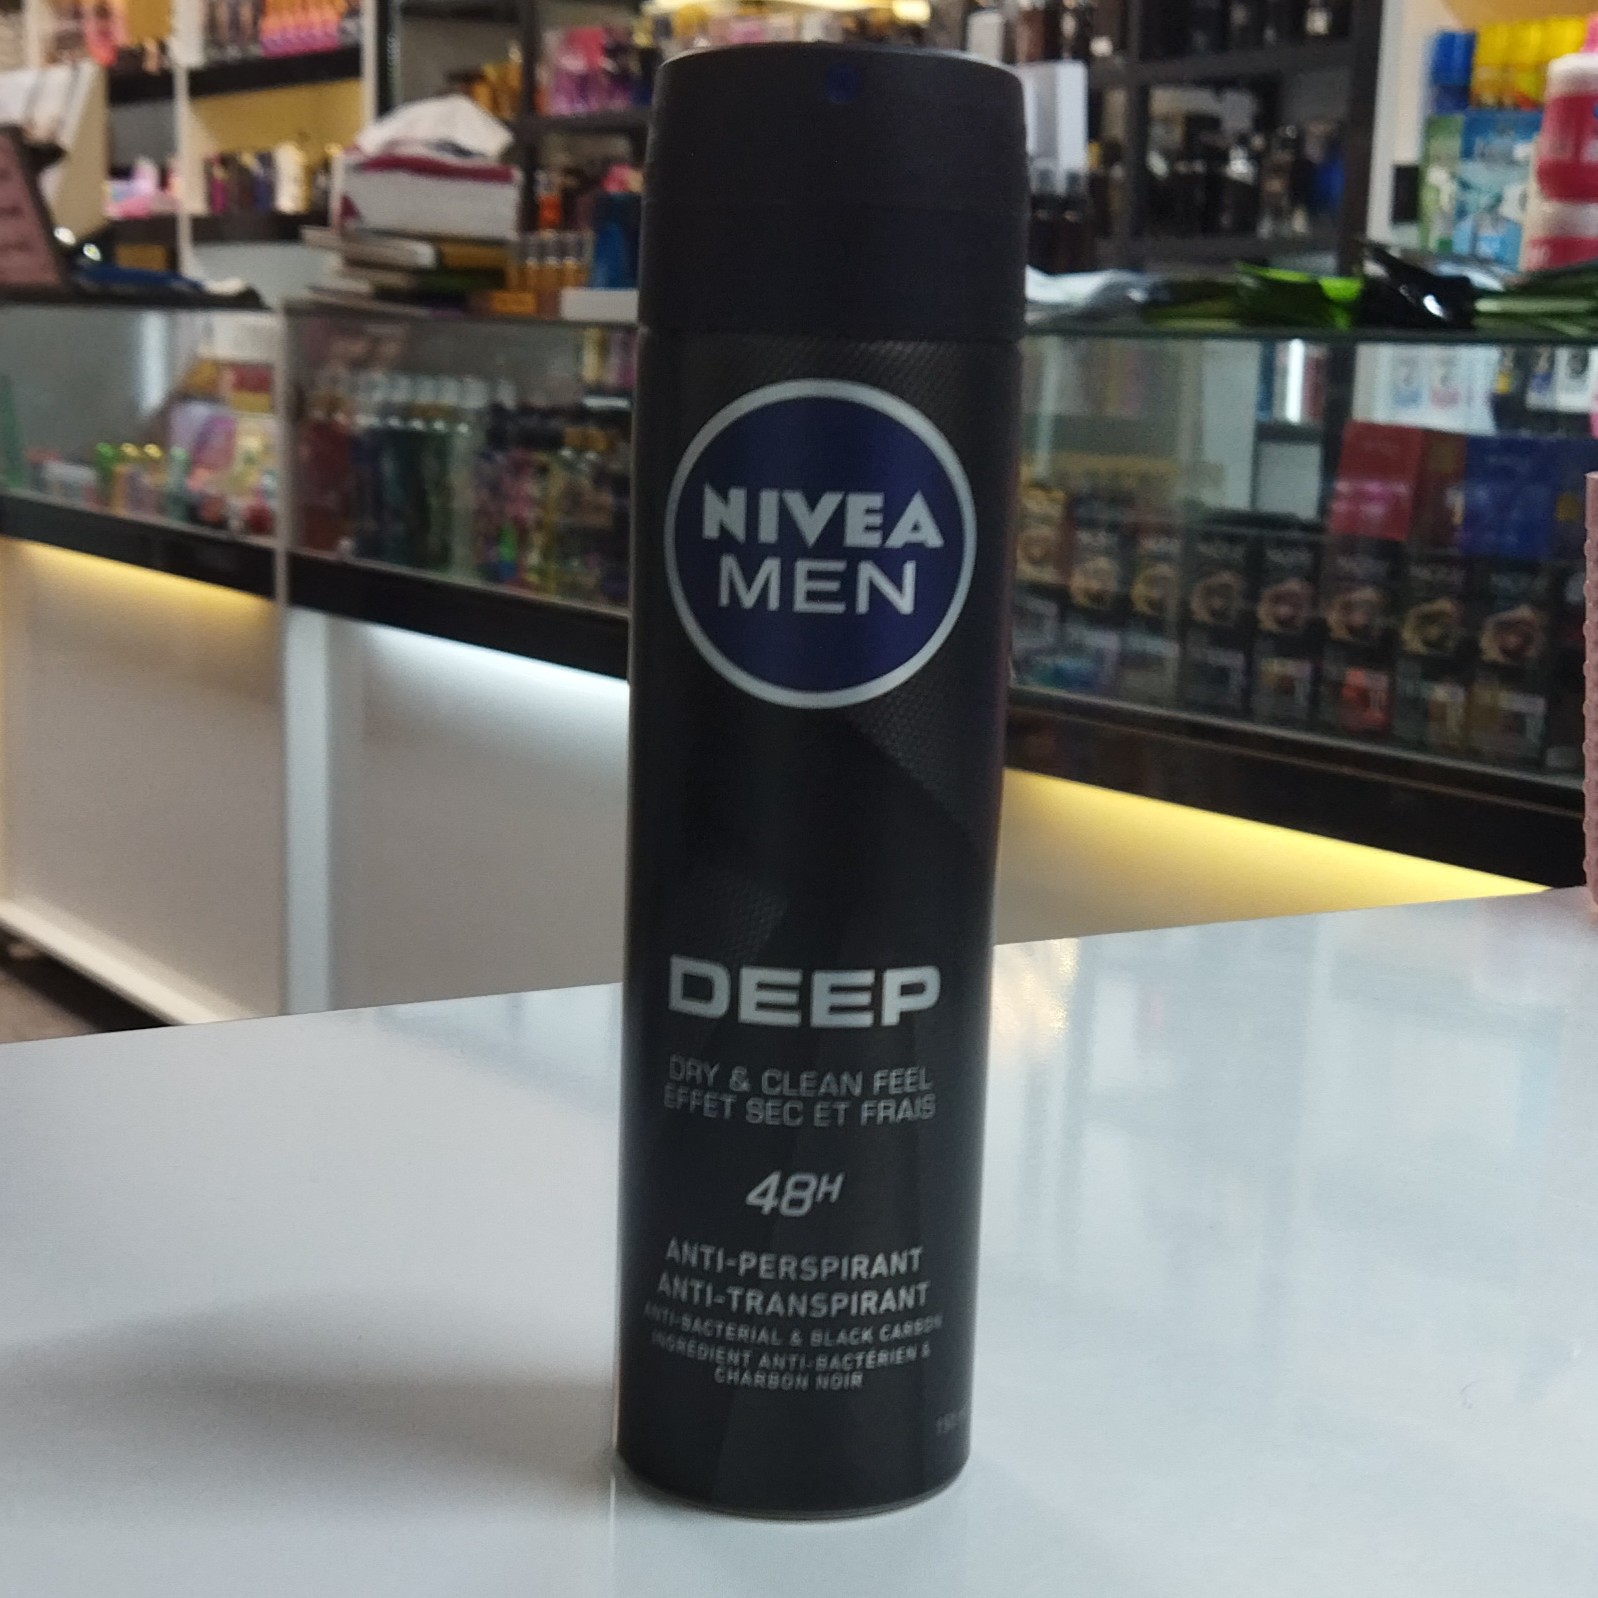 NIVEA
MEN
DEEP
DRY & CLEAN FEEL
EFFET SEC ET FRAIS
48H
ANTI-PERSPIRANT
ANTI-TRANSPIRANT
ANTI-BACTERIAL & BLACK CARBON
INGRÉDIENT ANTI-BACTÉRIEN &
CHARBON NOIR
150